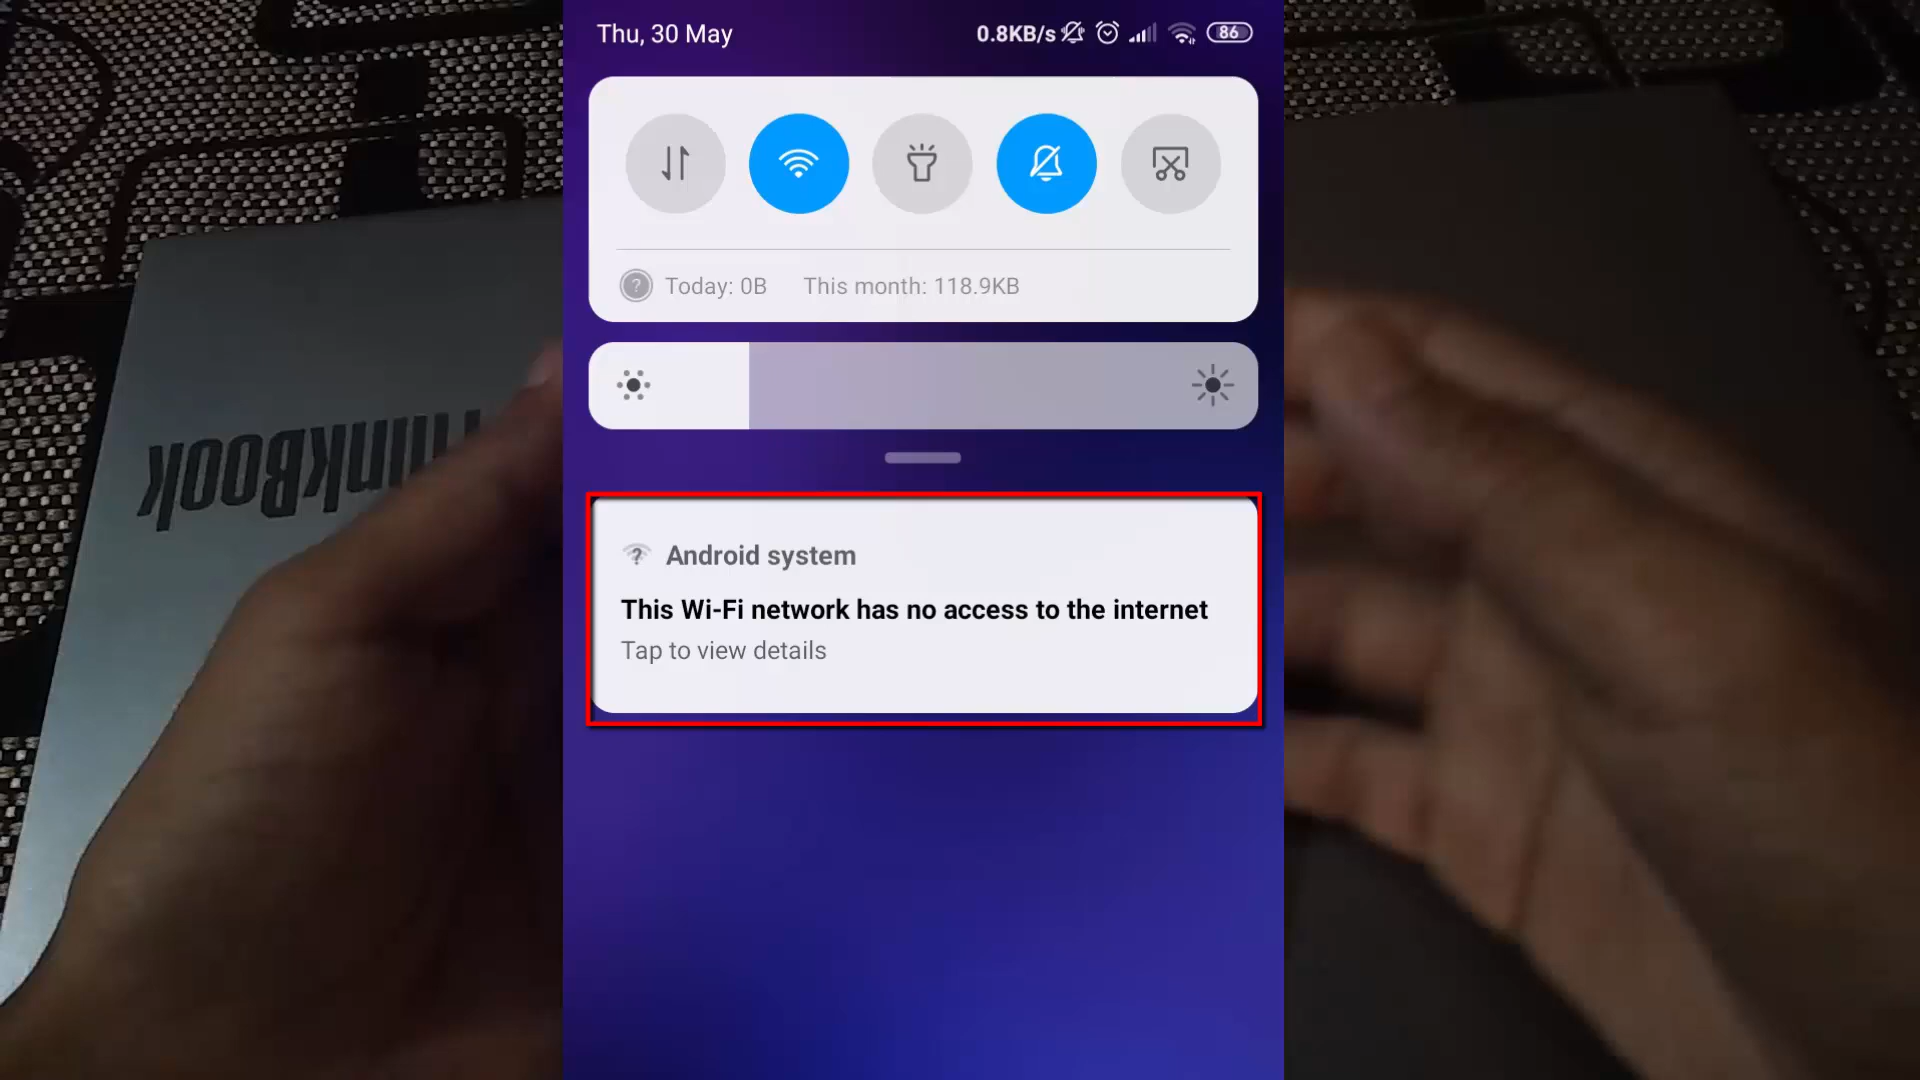 Thu, 30 May
0.8KB/s
86
Today: 0B This month: 118.9KB
ThinkBook
Android system
This Wi-Fi network has no access to the internet
Tap to view details